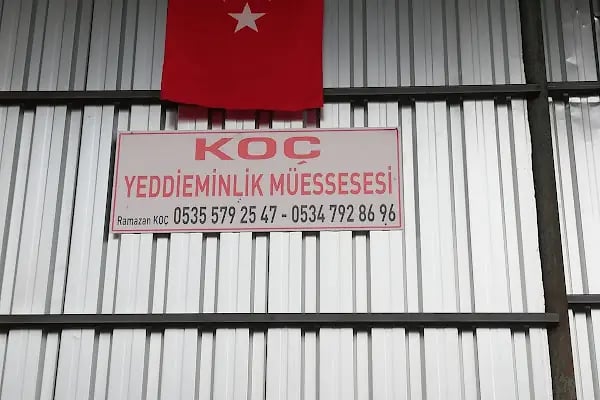 KOÇ
YEDDİEMİNLİK MÜESSESESİ
Ramazan KOÇ 0535 579 25 47 - 0534 792 86 96